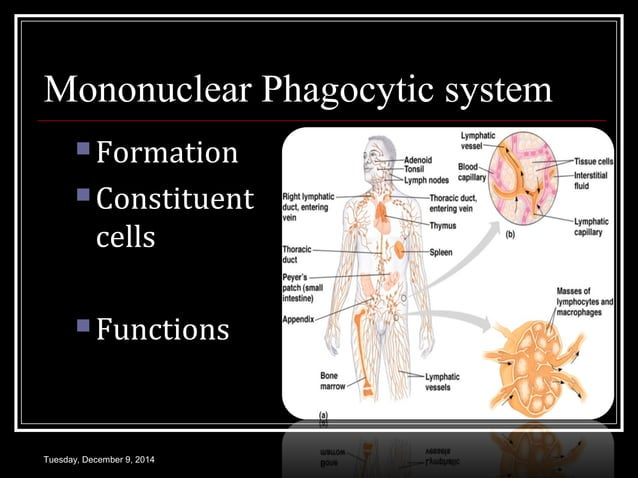 Mononuclear Phagocytic system
Formation
Constituent
cells
Functions
Adenoid
Tonsil
Lymph nodes
Right lymphatic
duct, entering
vein
Thoracic duct,
entering vein
Thymus
Thoracic
duct
Spleen
Peyer's
patch (small
intestine)
Appendix
Bone
marrow
Lymphatic
vessels
(a)
Lymphatic
vessel
Blood
capillary
Tissue cells
Interstitial
fluid
Lymphatic
capillary
(b)
Masses of
lymphocytes and
macrophages
Tuesday, December 9, 2014